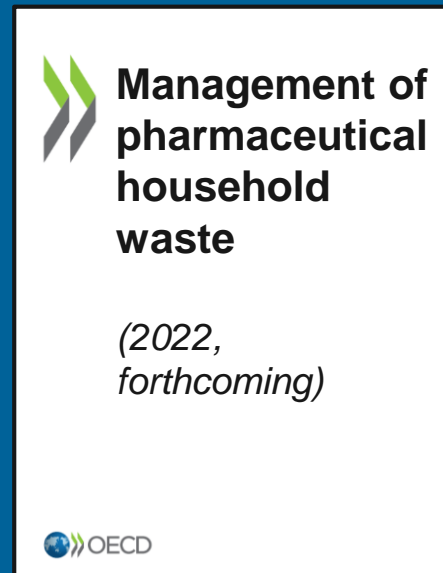 Management of
pharmaceutical
household
waste
(2022,
forthcoming)
OECD